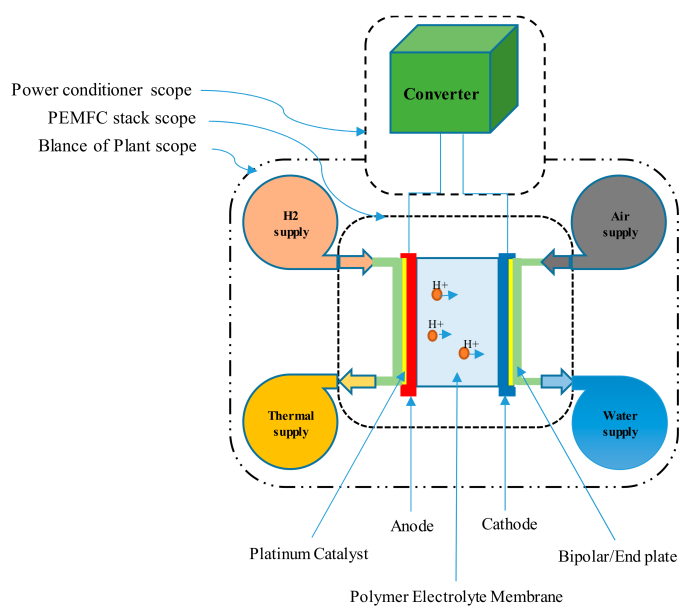 Converter
Power conditioner scope
PEMFC stack scope
Blance of Plant scope
H2
supply
Air
supply
H+
H+
H+
Thermal
supply
Water
supply
Anode
Cathode
Platinum Catalyst
Bipolar/End plate
Polymer Electrolyte Membrane